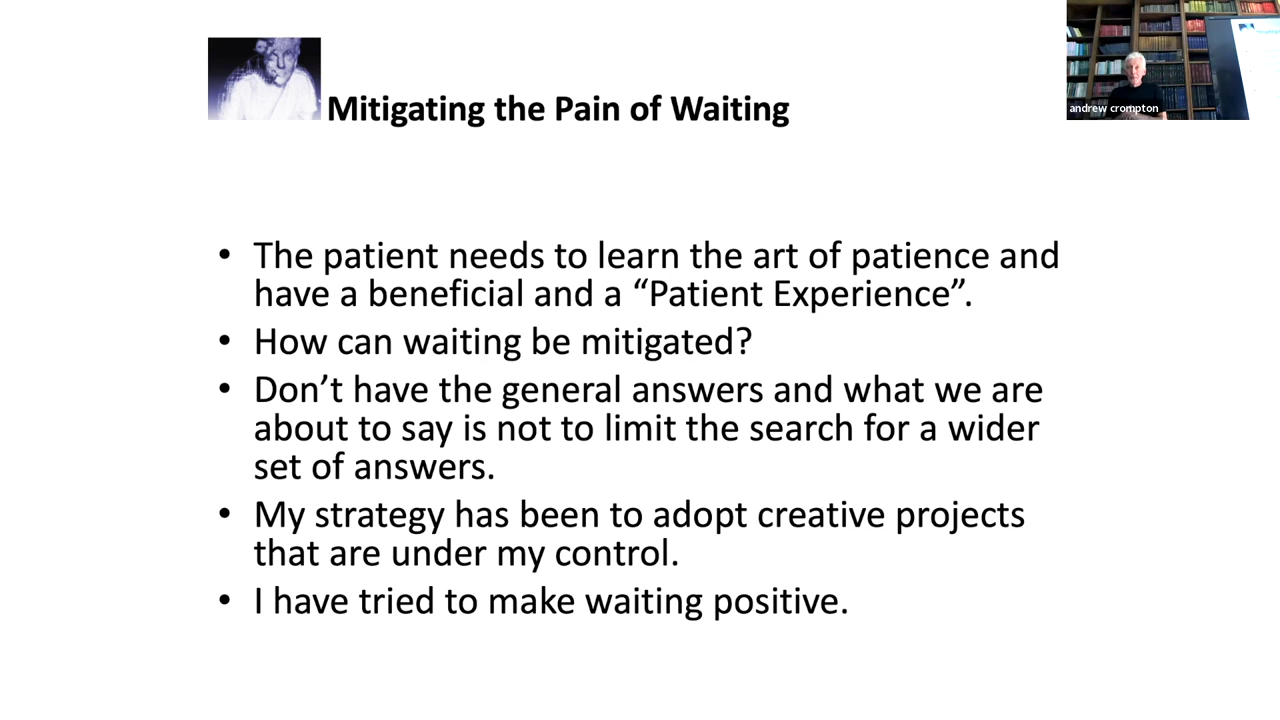 Mitigating the Pain of Waiting
andrew crompton
• The patient needs to learn the art of patience and
have a beneficial and a “Patient Experience”.
• How can waiting be mitigated?
• Don’t have the general answers and what we are
about to say is not to limit the search for a wider
set of answers.
• My strategy has been to adopt creative projects
that are under my control.
• I have tried to make waiting positive.